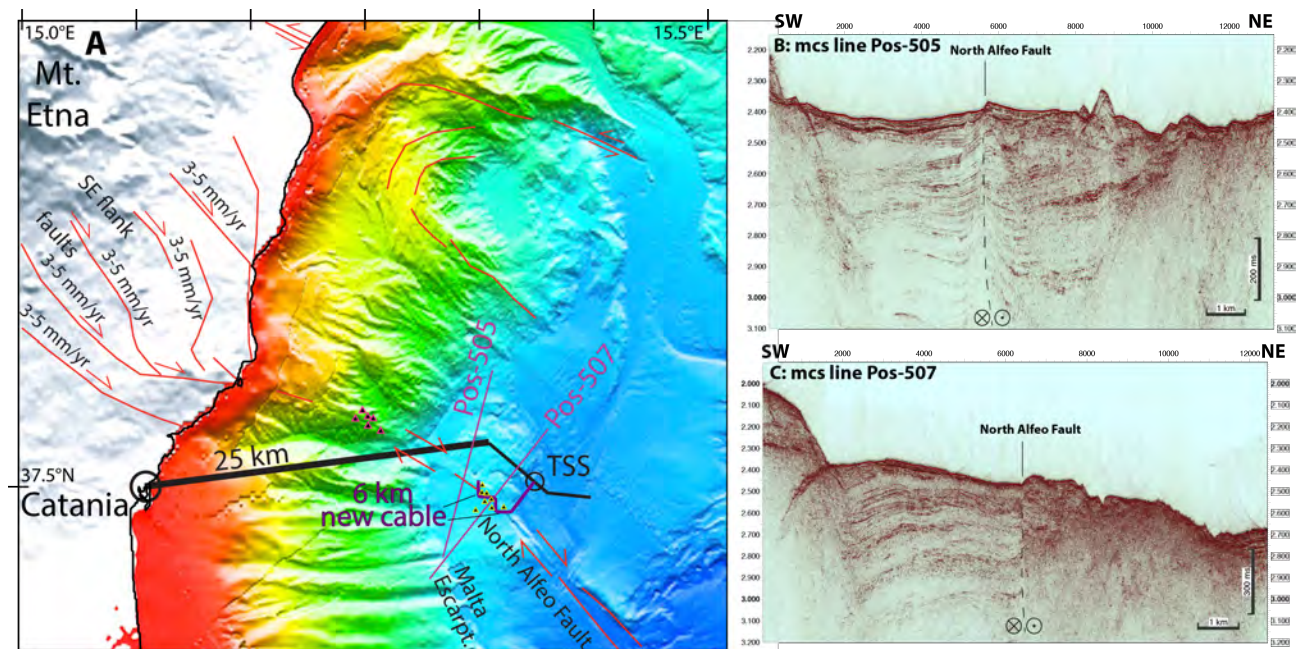 15.0°E
A
15.5°E
Mt.
Etna
SE flank
faults
3-5 mm/yr
3-5 mm/yr
3-5 mm/yr
3-5 mm/yr
3-5 mm/yr
Pos-505
Pos-507
25 km
TSS
37.5°N
Catania
6 km
new cable
North Alfeo Fault
Malta
Escarpt.
SW
2000
4000
6000
8000
10000
NE
B: mcs line Pos-505
North Alfeo Fault
2.200
2.300
2.400
2.500
2.600
2.700
2.800
2.900
3.000
3.100
200 ms
1 km
SW
2000
4000
6000
8000
10000
12000
NE
C: mcs line Pos-507
North Alfeo Fault
2.000
2.100
2.200
2.300
2.400
2.500
2.600
2.700
2.800
2.900
3.000
3.100
3.200
300 ms
1 km